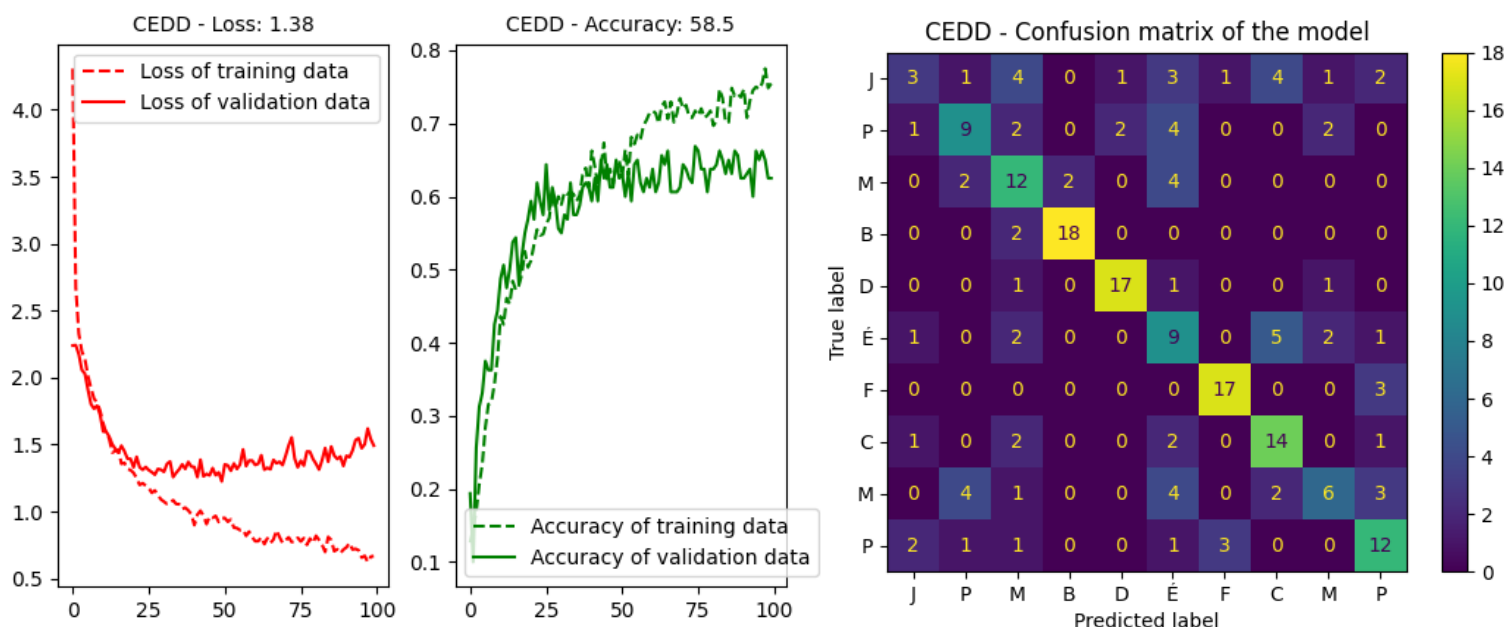 CEDD - Loss: 1.38
Loss of training data
Loss of validation data
4.0
3.5
3.0
2.5
2.0
1.5
1.0
0.5
0 25 50 75 100
CEDD - Accuracy: 58.5
0.8
0.7
0.6
0.5
0.4
0.3
0.2
0.1
Accuracy of training data
Accuracy of validation data
0 25 50 75 100
CEDD - Confusion matrix of the model
True label
J 3 1 4 0 1 3 1 4 1 2
P 1 9 2 0 2 4 0 0 2 0
M 0 2 12 2 0 4 0 0 0 0
B 0 0 2 18 0 0 0 0 0 0
D 0 0 1 0 17 1 0 0 1 0
É 1 0 2 0 0 9 0 5 2 1
F 0 0 0 0 0 0 17 0 0 3
C 1 0 2 0 0 2 0 14 0 1
M 0 4 1 0 0 4 0 2 6 3
P 2 1 1 0 0 1 3 0 0 12
J P M B D É F C M P
Predicted label
18
16
14
12
10
8
6
4
2
0